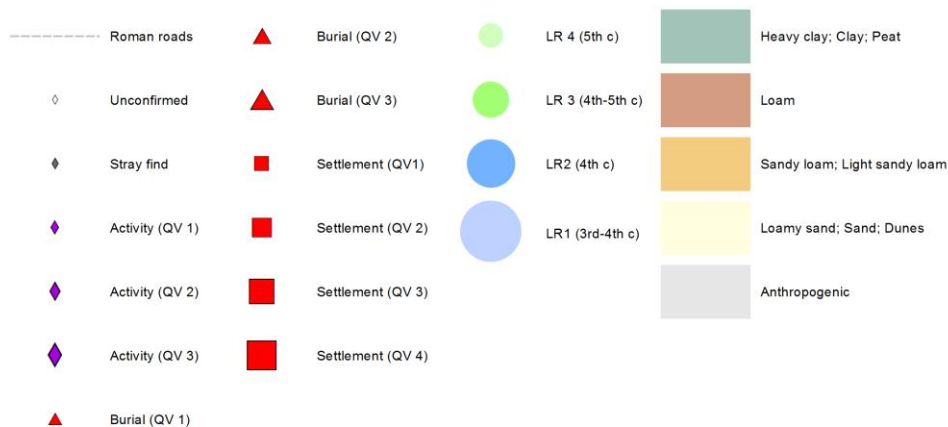 Roman roads
Unconfirmed
Stray find
Activity (QV 1)
Activity (QV 2)
Activity (QV 3)
Burial (QV 1)
Burial (QV 2)
Burial (QV 3)
Settlement (QV1)
Settlement (QV 2)
Settlement (QV 3)
Settlement (QV 4)
LR 4 (5th c)
LR 3 (4th-5th c)
LR2 (4th c)
LR1 (3rd-4th c)
Heavy clay; Clay; Peat
Loam
Sandy loam; Light sandy loam
Loamy sand; Sand; Dunes
Anthropogenic